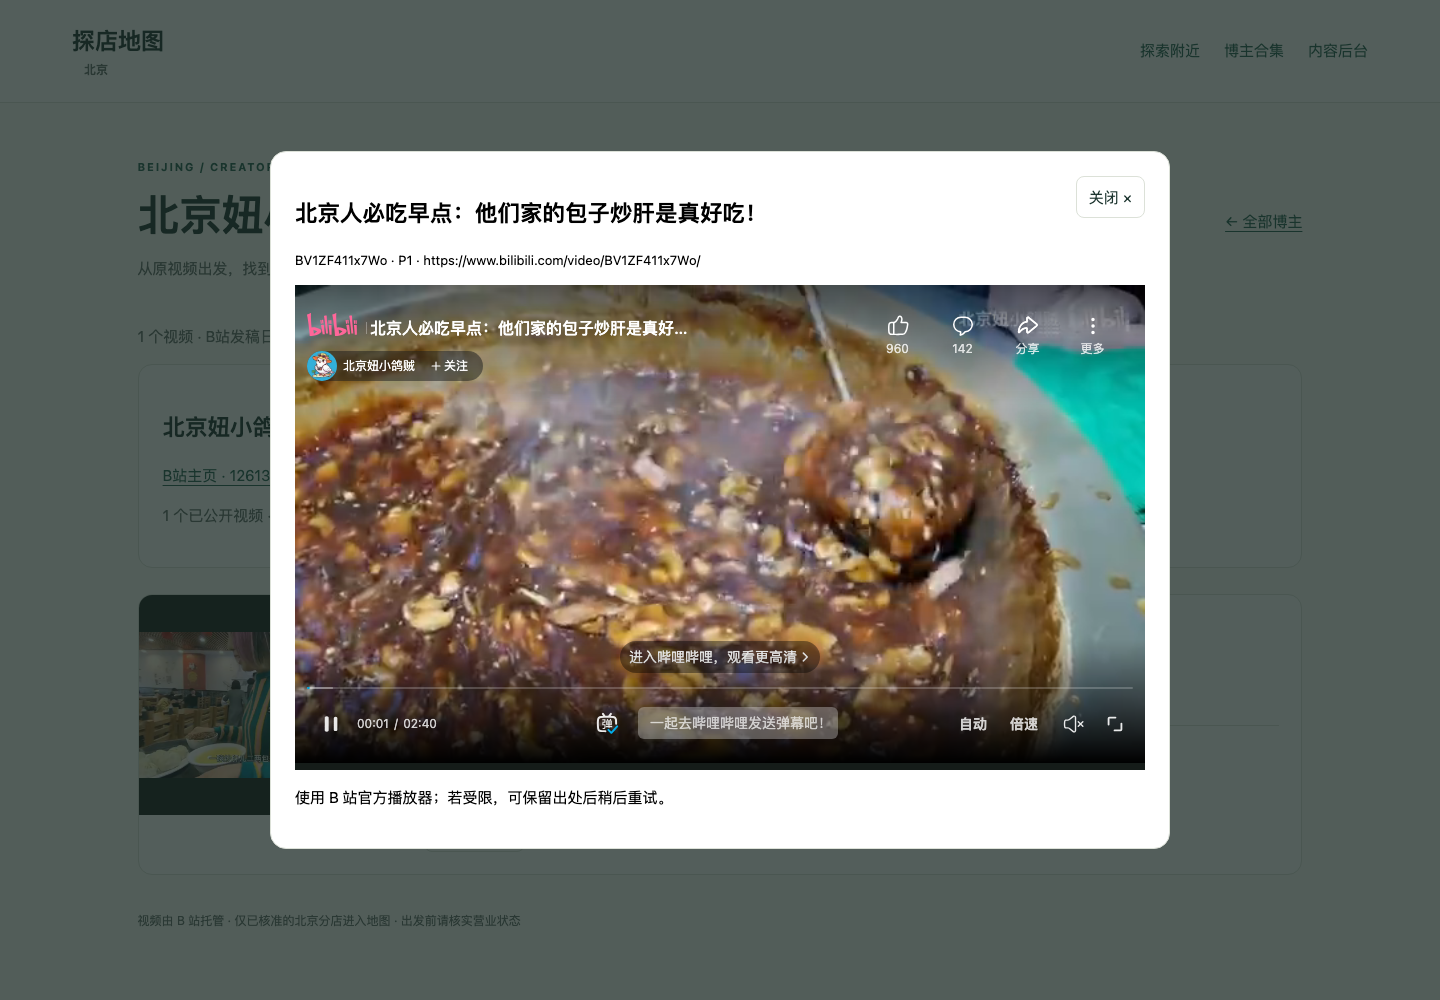 探店地图
北京
探索附近 博主合集 内容后台
BEIJING / CREATOR
北京妞小
← 全部博主
从原视频出发，找到
1 个视频 · B站发稿日
北京妞小鸽
B站主页 · 12613
1 个已公开视频 ·
北京人必吃早点：他们家的包子炒肝是真好吃！
关闭 ×
BV1ZF411x7Wo · P1 · https://www.bilibili.com/video/BV1ZF411x7Wo/
bilibili 北京人必吃早点：他们家的包子炒肝是真好...
960 142 分享 更多
北京妞小鸽贼 + 关注
进入哔哩哔哩，观看更高清 >
00:01 / 02:40
弹
一起去哔哩哔哩发送弹幕吧！
自动 倍速
使用 B 站官方播放器；若受限，可保留出处后稍后重试。
视频由 B 站托管 · 仅已核准的北京分店进入地图 · 出发前请核实营业状态